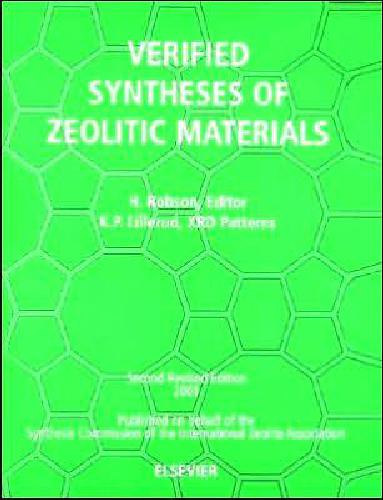 VERIFIED
SYNTHESES OF
ZEOLITIC MATERIALS
H. Robson, Editor
K.P. Lillerud, XRD Patterns
Second Revised Edition
2001
Published on behalf of the
Synthesis Commission of the International Zeolite Association
ELSEVIER